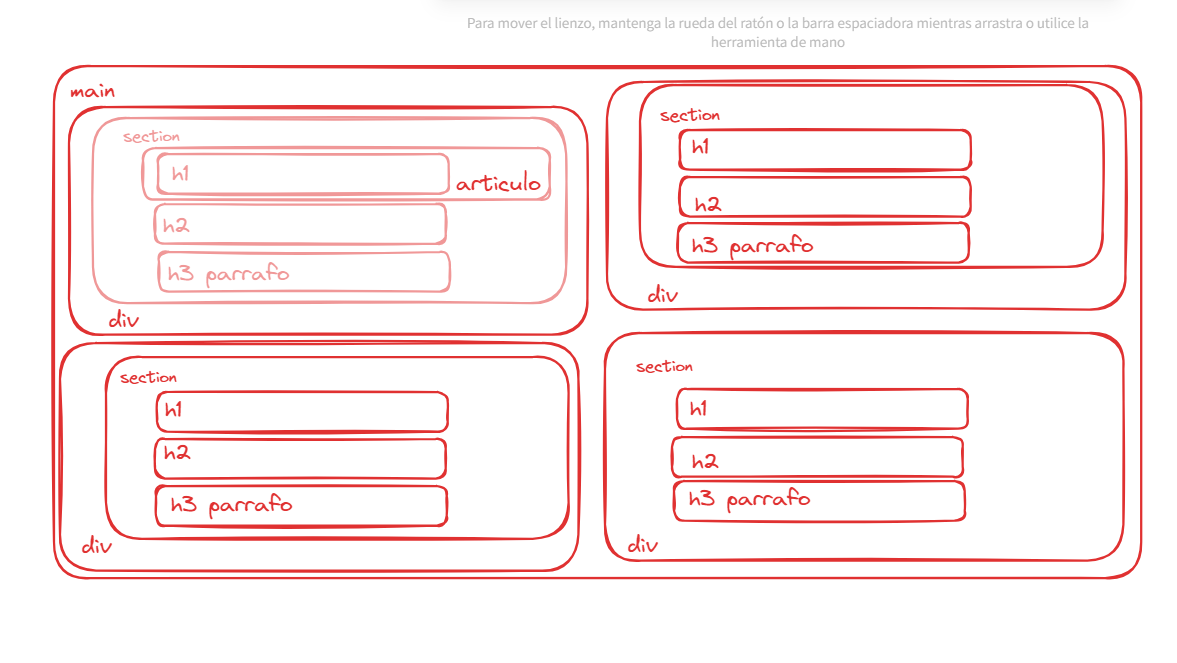 Para mover el lienzo, mantenga la rueda del ratón o la barra espaciadora mientras arrastra o utilice la
herramienta de mano
main
section
h1
articulo
h2
h3 parrafo
div
section
h1
h2
h3 parrafo
div
section
h1
h2
h3 parrafo
div
section
h1
h2
h3 parrafo
div